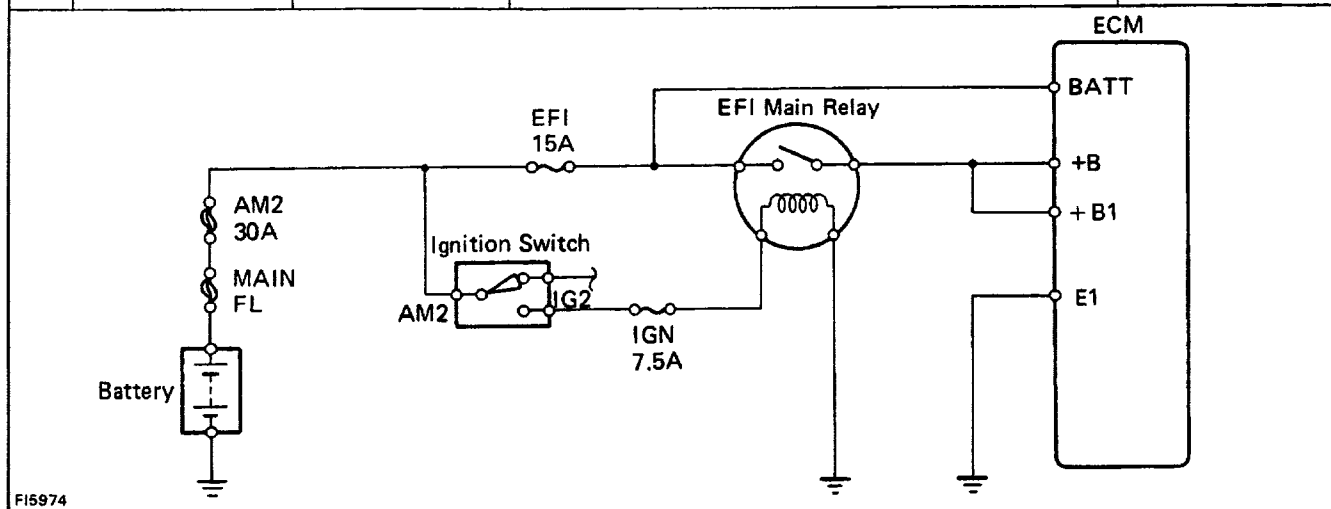 ECM
BATT
EFI Main Relay
EFI
15A
+B
AM2
30A
+B1
Ignition Switch
MAIN
FL
E1
IG2
AM2
IGN
7.5A
Battery
FI5974